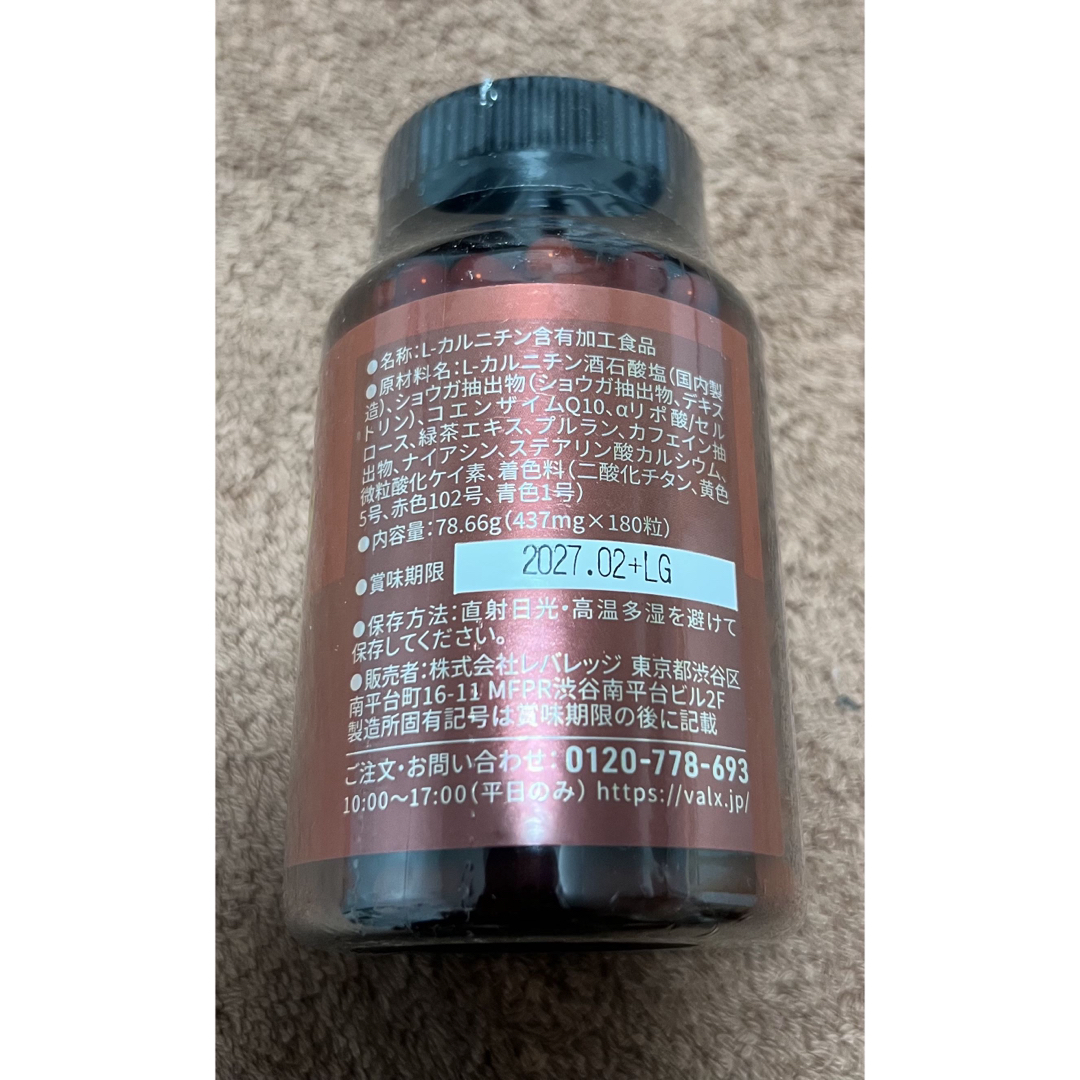 ●名称:L-カルニチン含有加工食品
●原材料名:L-カルニチン酒石酸塩(国内製
造)、ショウガ抽出物(ショウガ抽出物、デキス
トリン)、コエンザイムQ10、αリポ酸/セル
ロース、緑茶エキス、プルラン、カフェイン抽
出物、ナイアシン、ステアリン酸カルシウム、
微粒酸化ケイ素、着色料(二酸化チタン、黄色
5号、赤色102号、青色1号)
●内容量:78.66g(437mg×180粒)
●賞味期限 2027.02+LG
●保存方法:直射日光・高温多湿を避けて
保存してください。
●販売者:株式会社レバレッジ 東京都渋谷区
南平台町16-11 MFPR渋谷南平台ビル2F
製造所固有記号は賞味期限の後に記載
ご注文・お問い合わせ:0120-778-693
10:00〜17:00(平日のみ) https://valx.jp/